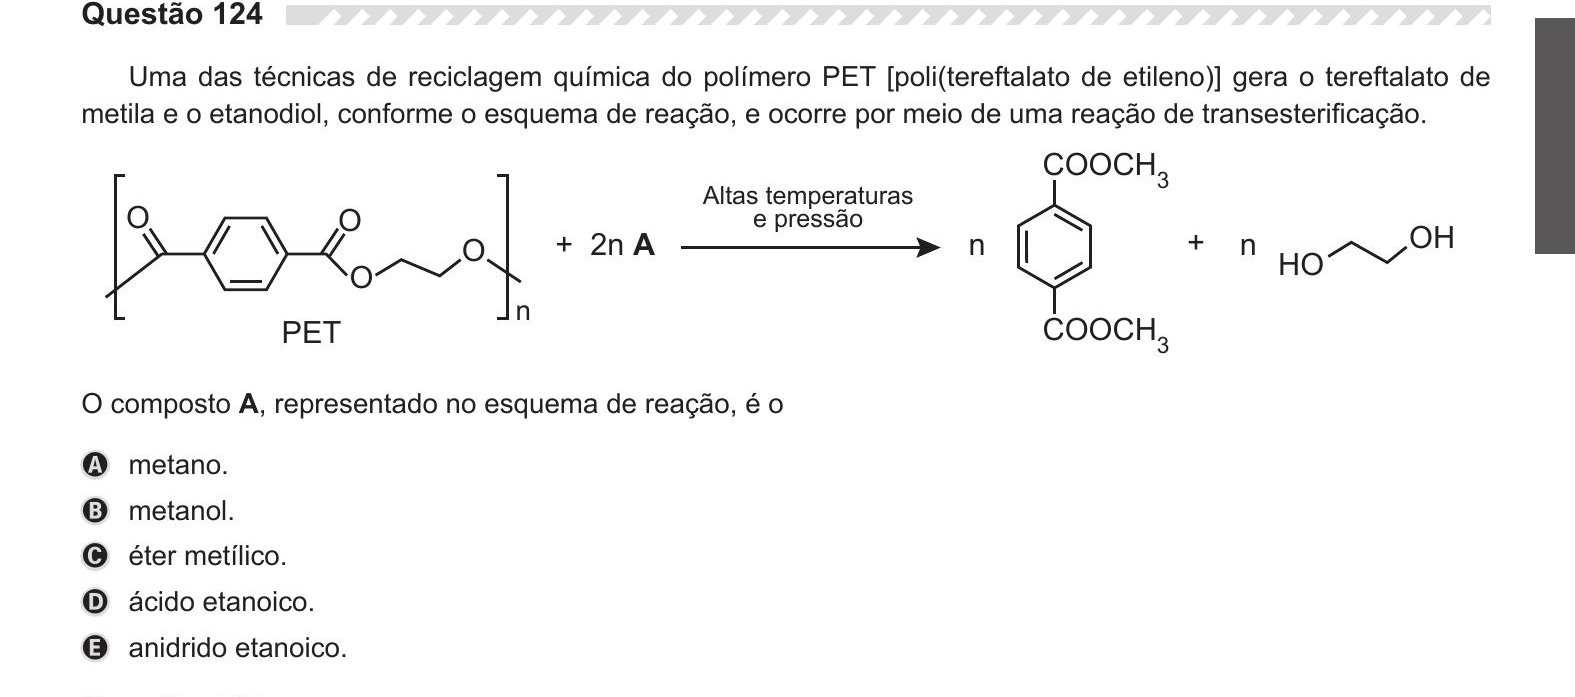 Questão 124
Uma das técnicas de reciclagem química do polímero PET [poli(tereftalato de etileno)] gera o tereftalato de
metila e o etanodiol, conforme o esquema de reação, e ocorre por meio de uma reação de transesterificação.
O
O
O
O
n
PET
+ 2n A
Altas temperaturas
e pressão
n
COOCH3
COOCH3
+ n
HO
OH
O composto A, representado no esquema de reação, é o
A metano.
B metanol.
C éter metílico.
D ácido etanoico.
E anidrido etanoico.